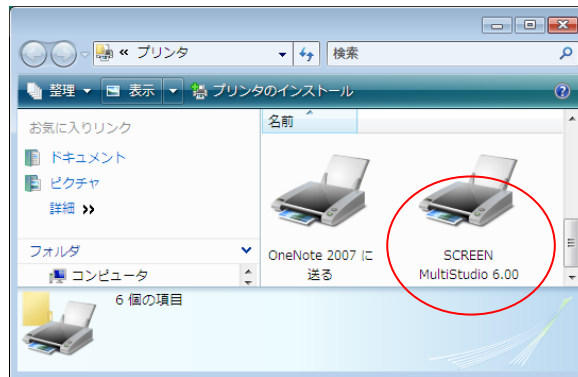 « プリンタ
検索
整理
表示
プリンタのインストール
お気に入りリンク
ドキュメント
ピクチャ
詳細 »
フォルダ
コンピュータ
名前
OneNote 2007 に
送る
SCREEN
MultiStudio 6.00
6 個の項目